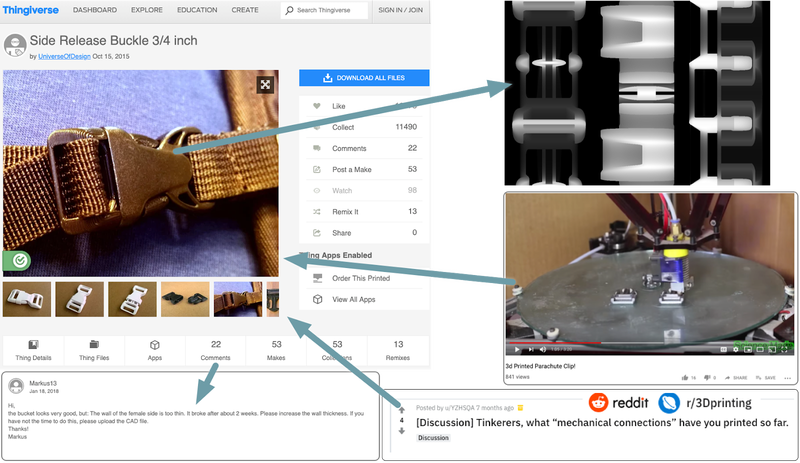 Thingiverse DASHBOARD EXPLORE EDUCATION CREATE Search Thingiverse SIGN IN / JOIN
Side Release Buckle 3/4 inch
by UniverseOfDesign Oct 15, 2015
DOWNLOAD ALL FILES
Like
Collect 11490
Comments 22
Post a Make 53
Watch 98
Remix It 13
Share 0
ing Apps Enabled
Order This Printed
View All Apps
22 53 53 13
Thing Details Thing Files Apps Comments Makes Remixes
Markus13
Jan 18, 2018
Hi,
the bucket looks very good, but: The wall of the female side is too thin. It broke after about 2 weeks. Please increase the wall thickness. If you
have not the time to do this, please upload the CAD file.
Thanks!
Markus
3d Printed Parachute Clip!
841 views
16 0 SHARE SAVE
reddit r/3Dprinting
Posted by u/YZHSQA 7 months ago
4
[Discussion] Tinkerers, what “mechanical connections” have you printed so far.
Discussion